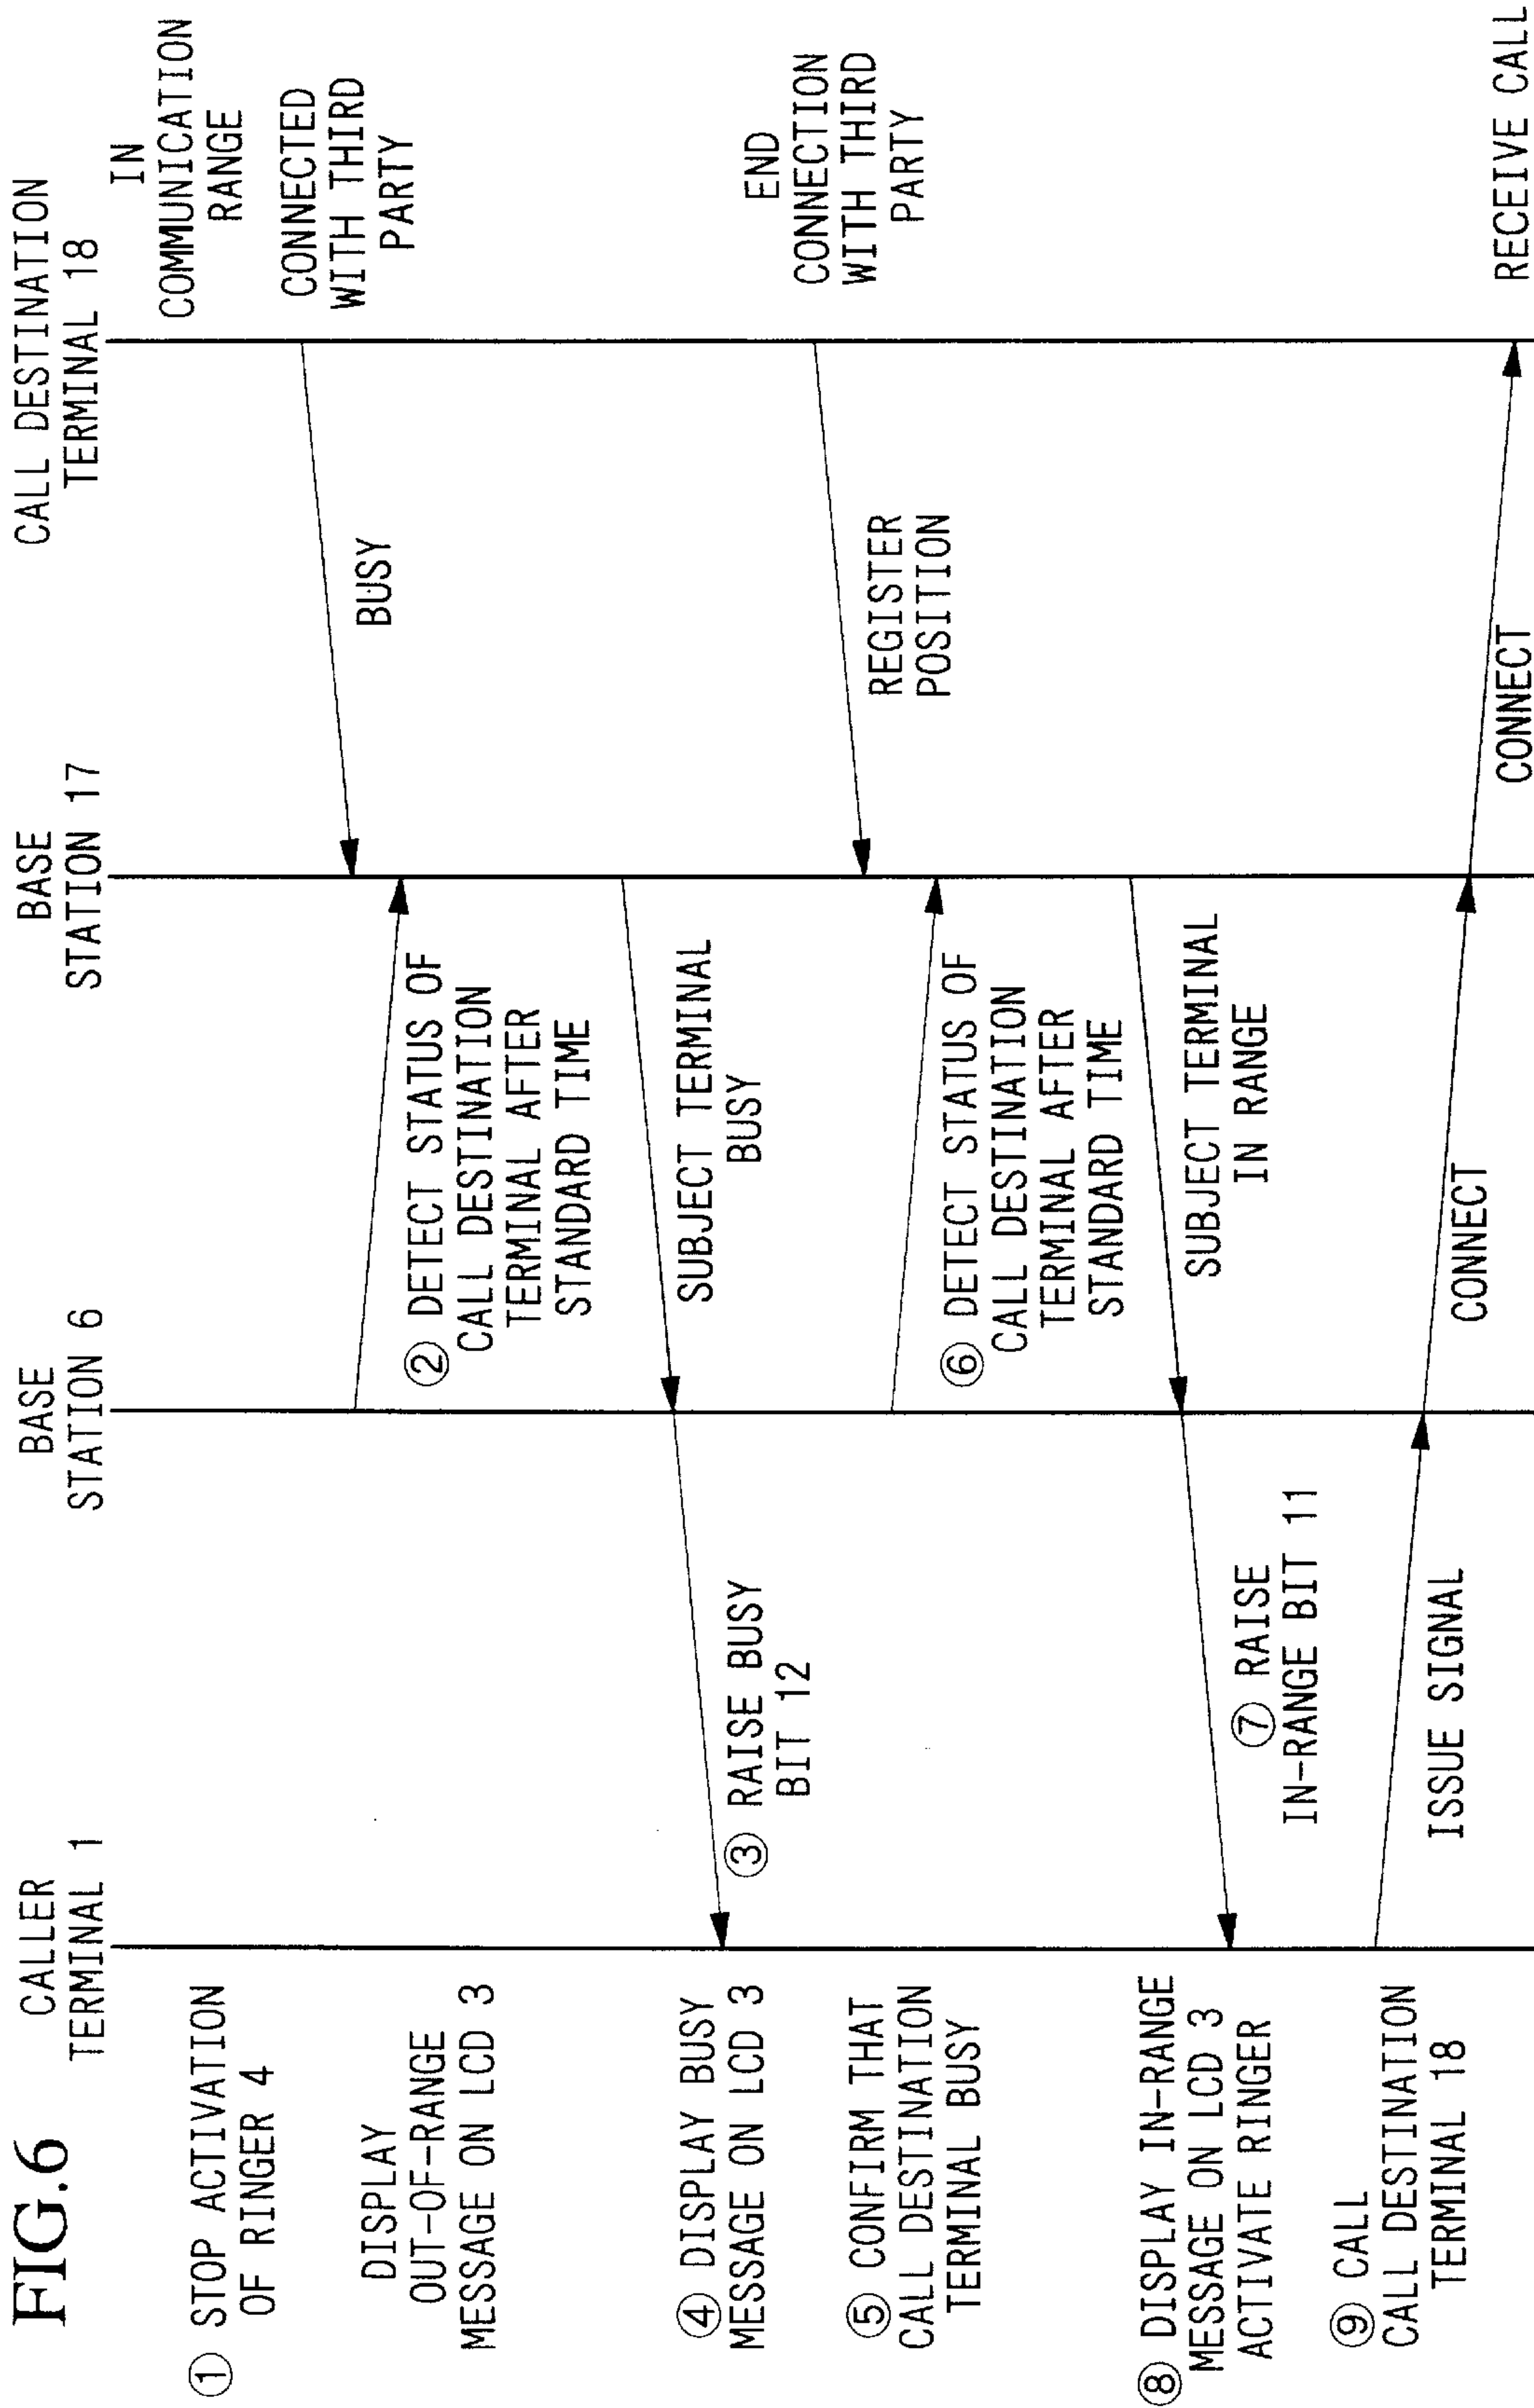 FIG.6
CALLER
TERMINAL 1
BASE
STATION 6
BASE
STATION 17
CALL DESTINATION
TERMINAL 18
① STOP ACTIVATION
OF RINGER 4
IN
COMMUNICATION
RANGE
CONNECTED
WITH THIRD
PARTY
BUSY
DISPLAY
OUT-OF-RANGE
MESSAGE ON LCD 3
② DETECT STATUS OF
CALL DESTINATION
TERMINAL AFTER
STANDARD TIME
SUBJECT TERMINAL
BUSY
③ RAISE BUSY
BIT 12
④ DISPLAY BUSY
MESSAGE ON LCD 3
END
CONNECTION
WITH THIRD
PARTY
REGISTER
POSITION
⑤ CONFIRM THAT
CALL DESTINATION
TERMINAL BUSY
⑥ DETECT STATUS OF
CALL DESTINATION
TERMINAL AFTER
STANDARD TIME
SUBJECT TERMINAL
IN RANGE
⑦ RAISE
IN-RANGE BIT 11
⑧ DISPLAY IN-RANGE
MESSAGE ON LCD 3
ACTIVATE RINGER
⑨ CALL
CALL DESTINATION
TERMINAL 18
ISSUE SIGNAL
CONNECT
CONNECT
RECEIVE CALL